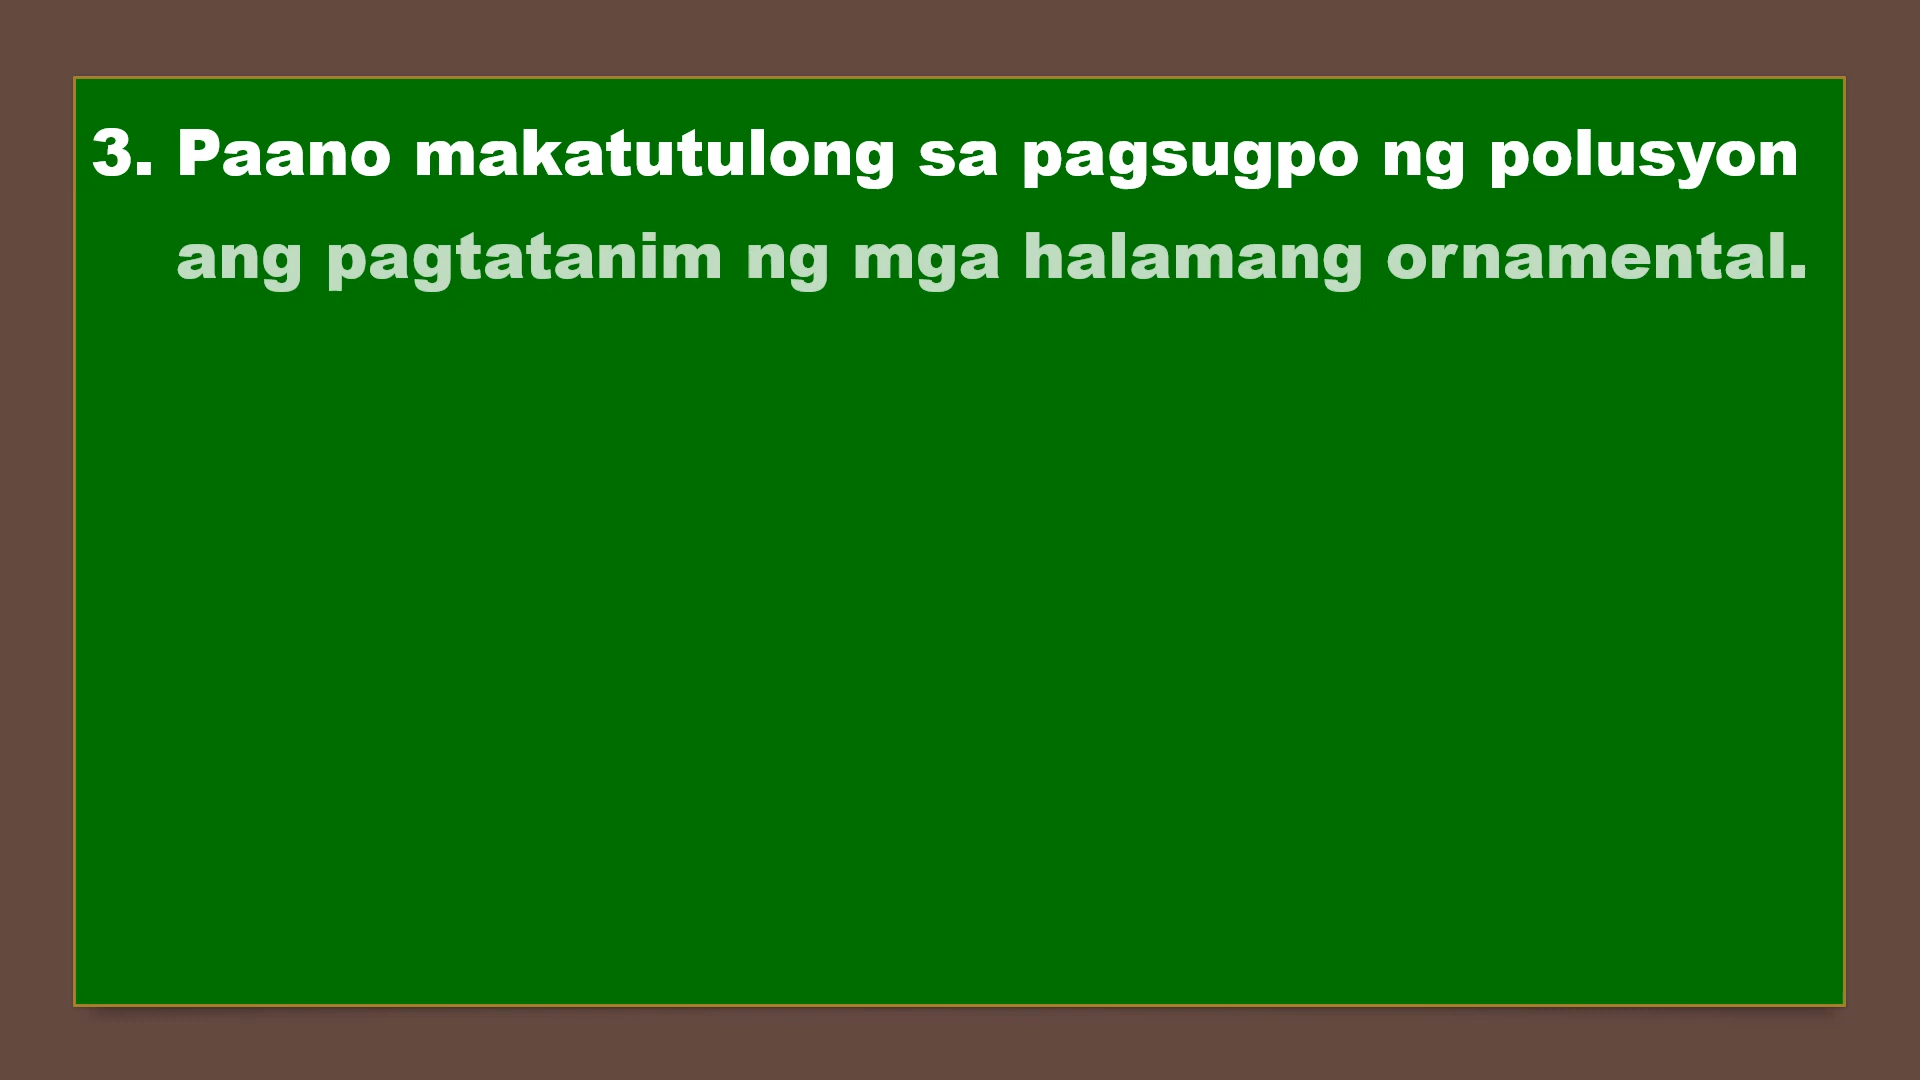 3. Paano makatutulong sa pagsugpo ng polusyon
ang pagtatanim ng mga halamang ornamental.